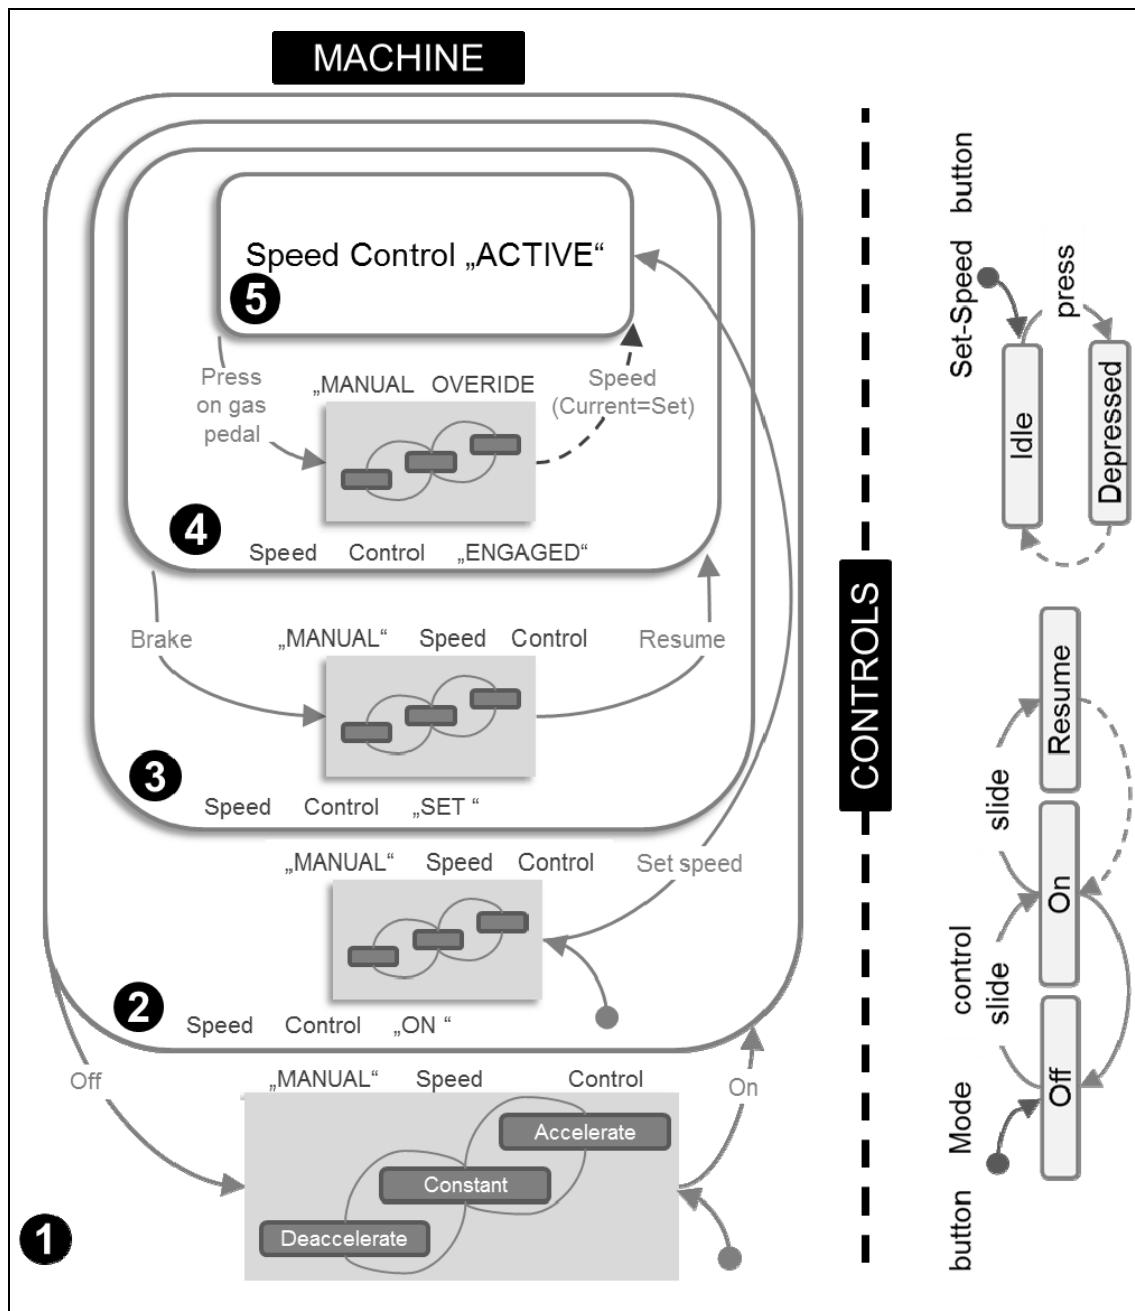 MACHINE
Speed Control „ACTIVE“
5
Press
on gas
pedal
„MANUAL OVERIDE
Speed
(Current=Set)
4
Speed Control „ENGAGED“
Brake
„MANUAL“ Speed Control
Resume
3
Speed Control „SET “
„MANUAL“ Speed Control
Set speed
2
Speed Control „ON “
Off
„MANUAL“ Speed Control
On
Accelerate
Constant
Deaccelerate
1
CONTROLS
Set-Speed button
press
Idle
Depressed
Resume
slide
On
control
slide
Off
Mode
button